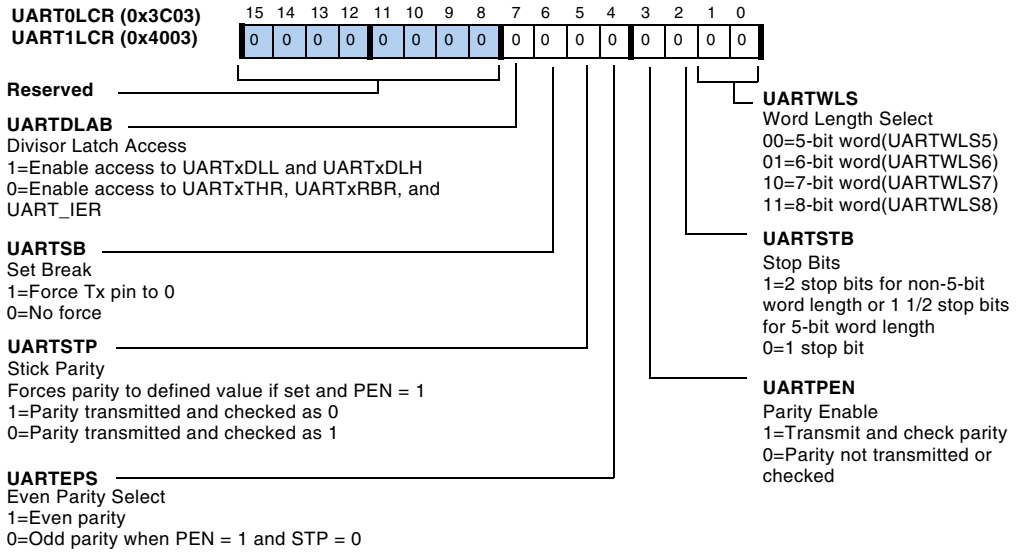 UART0LCR (0x3C03)
UART1LCR (0x4003)
15 14 13 12 11 10 9 8 7 6 5 4 3 2 1 0
0 0 0 0 0 0 0 0 0 0 0 0 0 0 0 0
Reserved
UARTDLAB
Divisor Latch Access
1=Enable access to UARTxDLL and UARTxDLH
0=Enable access to UARTxTHR, UARTxRBR, and
UART_IER
UARTSB
Set Break
1=Force Tx pin to 0
0=No force
UARTSTP
Stick Parity
Forces parity to defined value if set and PEN = 1
1=Parity transmitted and checked as 0
0=Parity transmitted and checked as 1
UARTEPS
Even Parity Select
1=Even parity
0=Odd parity when PEN = 1 and STP = 0
UARTWLS
Word Length Select
00=5-bit word(UARTWLS5)
01=6-bit word(UARTWLS6)
10=7-bit word(UARTWLS7)
11=8-bit word(UARTWLS8)
UARTSTB
Stop Bits
1=2 stop bits for non-5-bit
word length or 1 1/2 stop bits
for 5-bit word length
0=1 stop bit
UARTPEN
Parity Enable
1=Transmit and check parity
0=Parity not transmitted or
checked